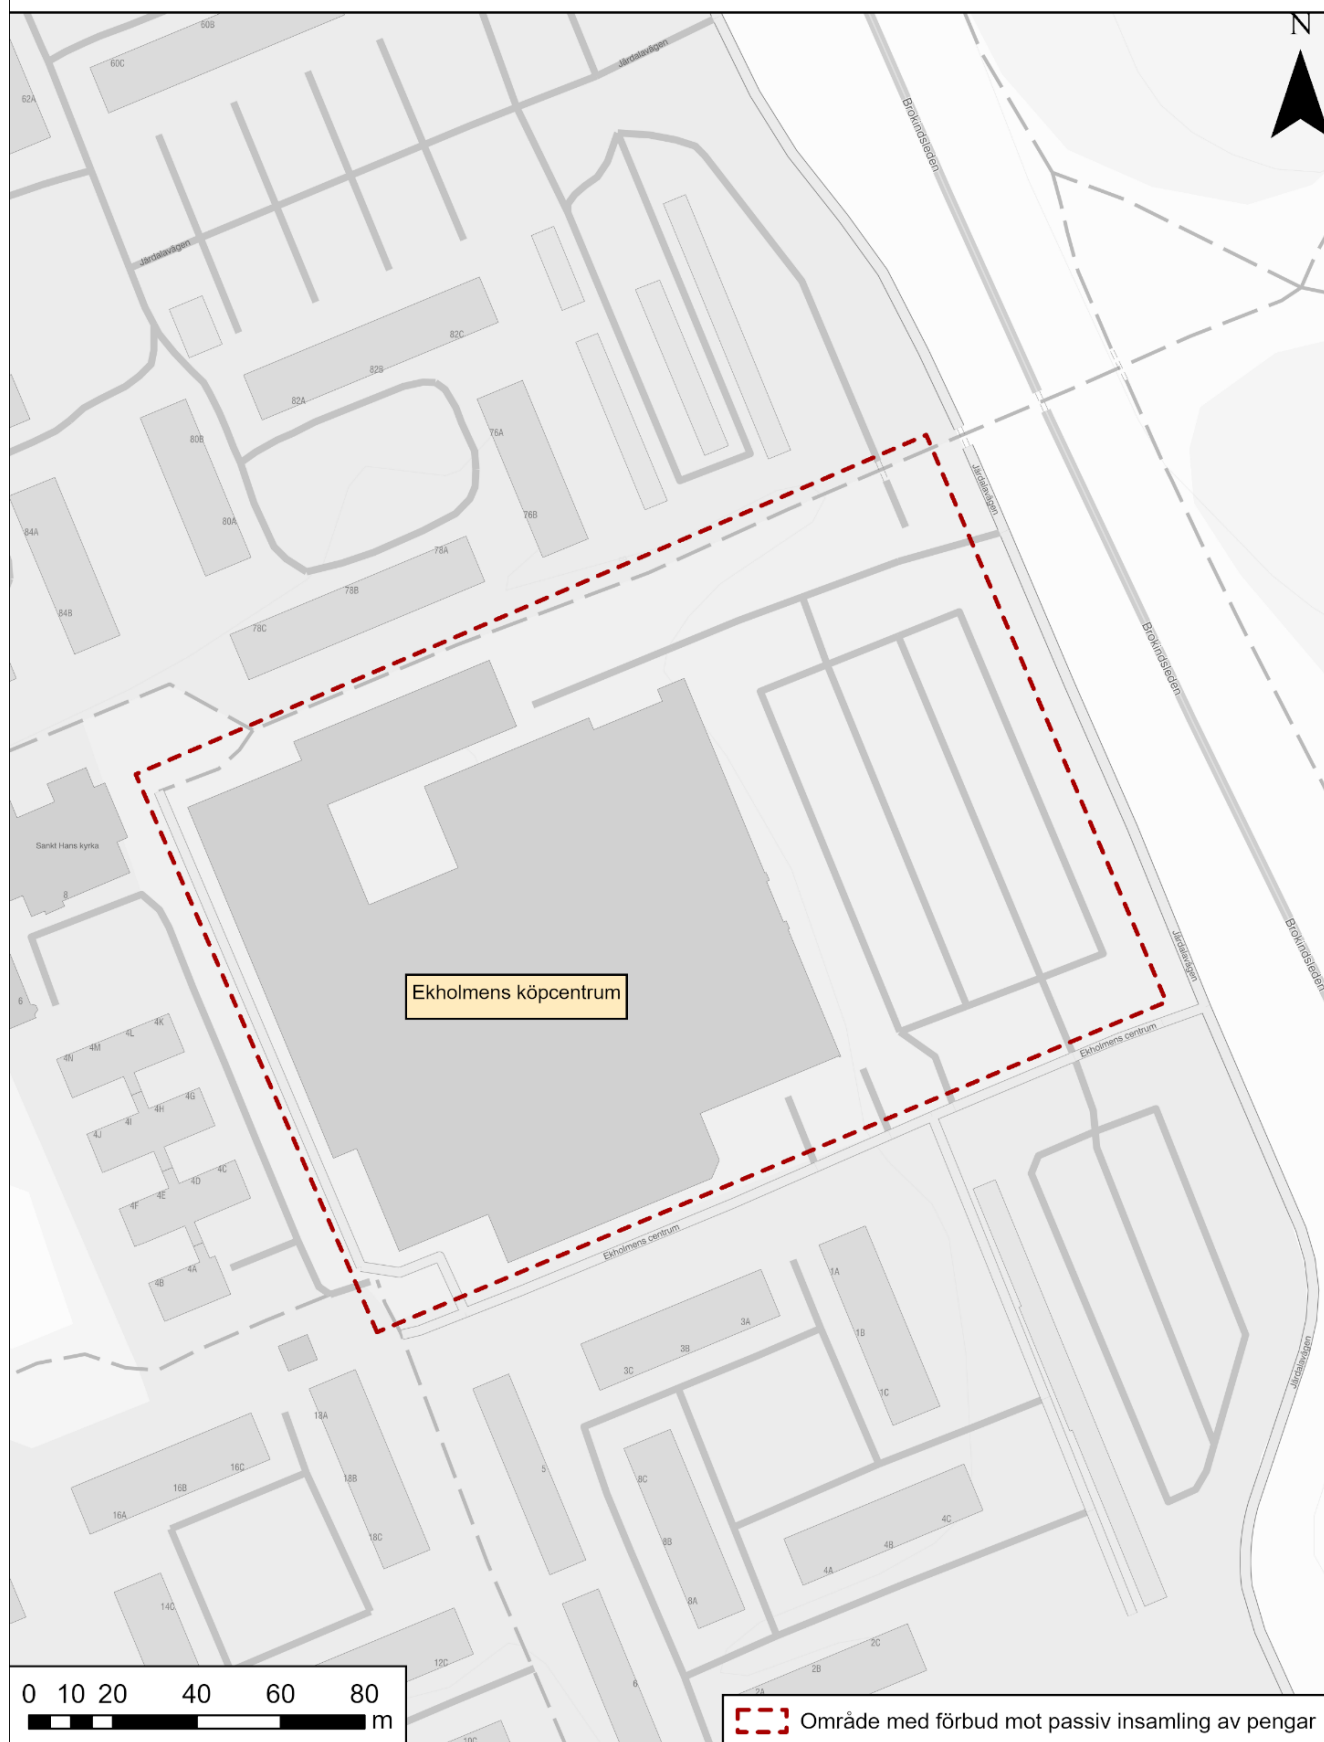 N
60B
60C
62A
Järdalavägen
Brokindsleden
Järdalavägen
82C
82B
82A
80B
76A
Järdalavägen
84A
80A
76B
78A
78B
84B
78C
Brokindsleden
Sankt Hans kyrka
8
Järdalavägen
Brokindsleden
Ekholmens köpcentrum
6
4K
4L
4M
4N
Ekholmens centrum
4G
4H
4I
4J
4C
4D
4E
4F
Ekholmens centrum
4A
4B
1A
3A
1B
3B
3C
Järdalavägen
1C
18A
5
16C
18B
8C
16B
16A
4C
18C
8B
4B
4A
8A
14C
2C
12C
2B
6
2A
0 10 20 40 60 80
m
Område med förbud mot passiv insamling av pengar
10C